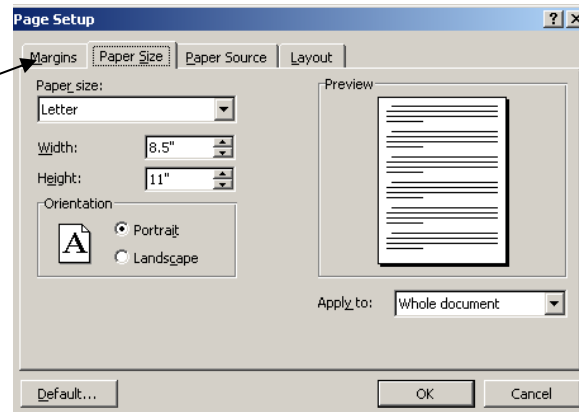 Page Setup
Margins Paper Size Paper Source Layout
Paper size:
Letter
Width: 8.5"
Height: 11"
Orientation
A
Portrait
Landscape
Preview
Apply to: Whole document
Default... OK Cancel